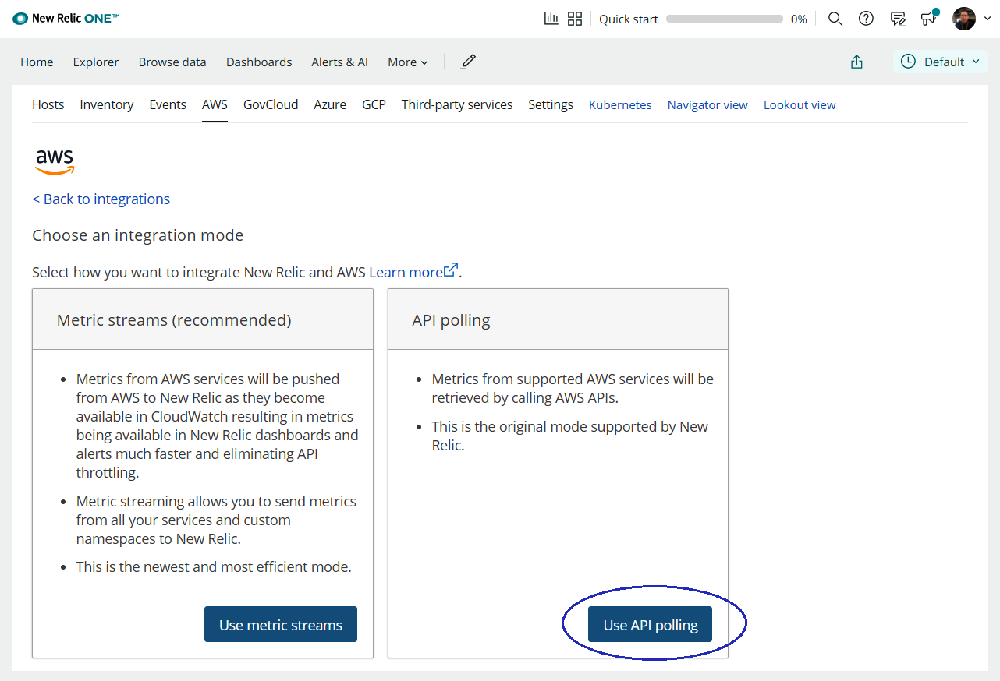 New Relic ONE™
Quick start 0%
Home Explorer Browse data Dashboards Alerts & AI More Default
Hosts Inventory Events AWS GovCloud Azure GCP Third-party services Settings Kubernetes Navigator view Lookout view
aws
< Back to integrations
Choose an integration mode
Select how you want to integrate New Relic and AWS Learn more.
Metric streams (recommended)
• Metrics from AWS services will be pushed
from AWS to New Relic as they become
available in CloudWatch resulting in metrics
being available in New Relic dashboards and
alerts much faster and eliminating API
throttling.
• Metric streaming allows you to send metrics
from all your services and custom
namespaces to New Relic.
• This is the newest and most efficient mode.
Use metric streams
API polling
• Metrics from supported AWS services will be
retrieved by calling AWS APIs.
• This is the original mode supported by New
Relic.
Use API polling